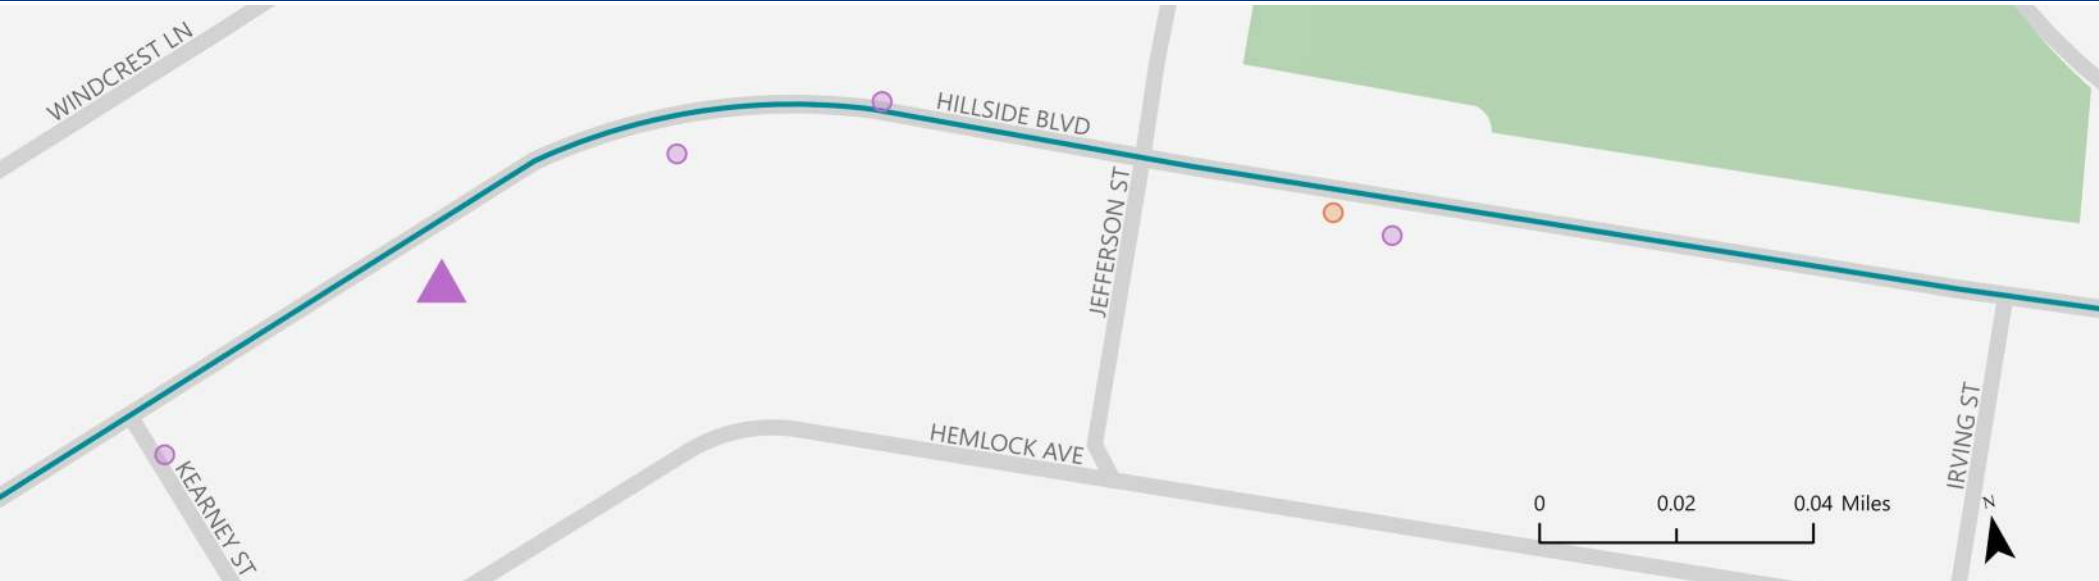 WINDCREST LN
HILLSIDE BLVD
JEFFERSON ST
HEMLOCK AVE
KEARNEY ST
IRVING ST
0 0.02 0.04 Miles
N